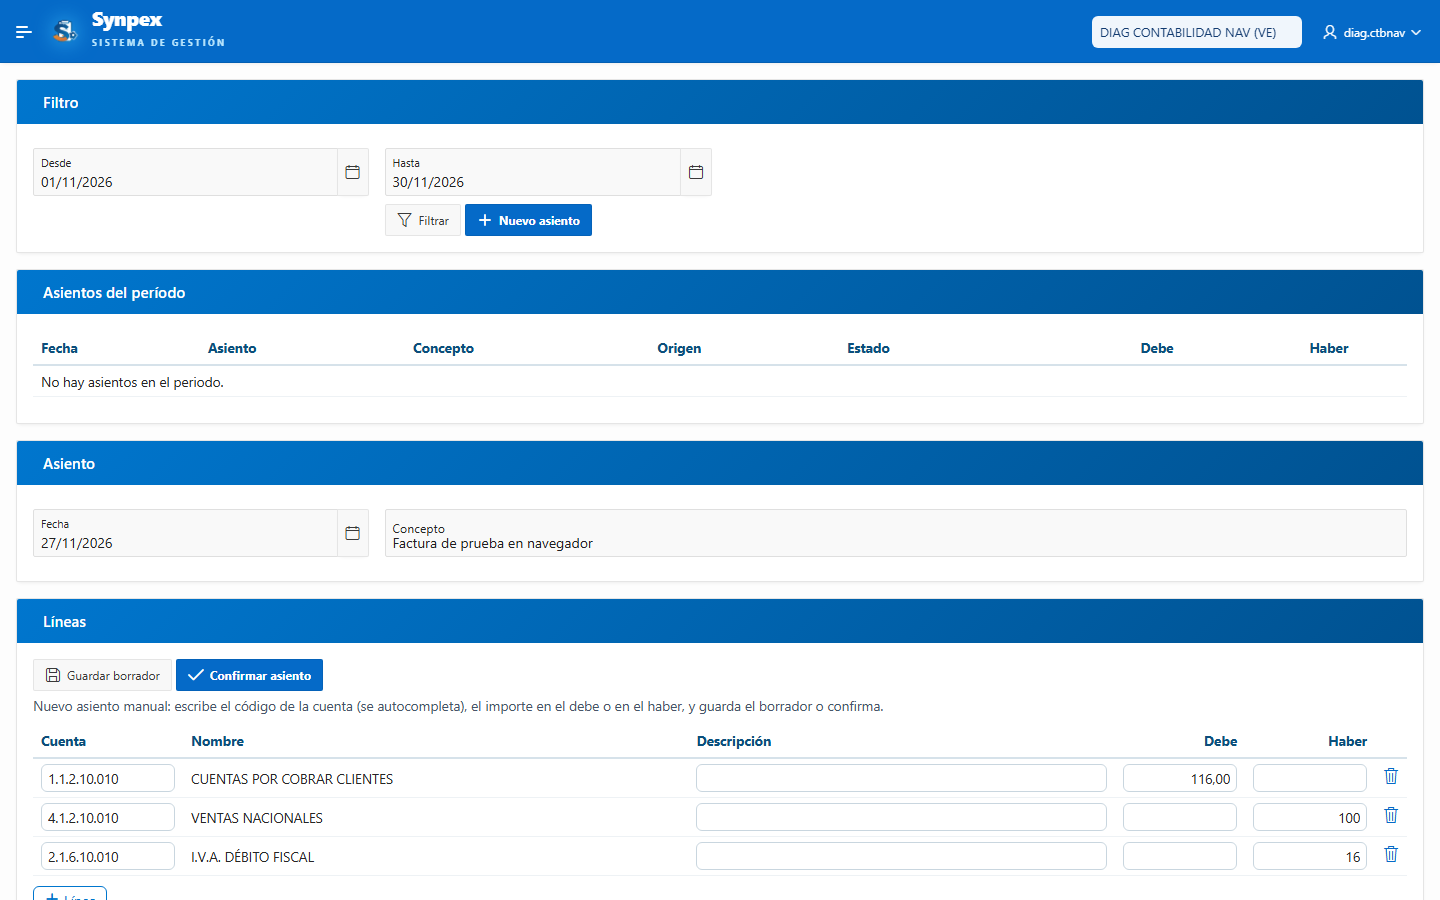 Synpex
SISTEMA DE GESTIÓN
DIAG CONTABILIDAD NAV (VE)
diag.ctbnav
Filtro
Desde
01/11/2026
Hasta
30/11/2026
Filtrar
Nuevo asiento
Asientos del período
Fecha Asiento Concepto Origen Estado Debe Haber
No hay asientos en el periodo.
Asiento
Fecha
27/11/2026
Concepto
Factura de prueba en navegador
Líneas
Guardar borrador
Confirmar asiento
Nuevo asiento manual: escribe el código de la cuenta (se autocompleta), el importe en el debe o en el haber, y guarda el borrador o confirma.
Cuenta Nombre Descripción Debe Haber
1.1.2.10.010 CUENTAS POR COBRAR CLIENTES 116,00
4.1.2.10.010 VENTAS NACIONALES 100
2.1.6.10.010 I.V.A. DÉBITO FISCAL 16